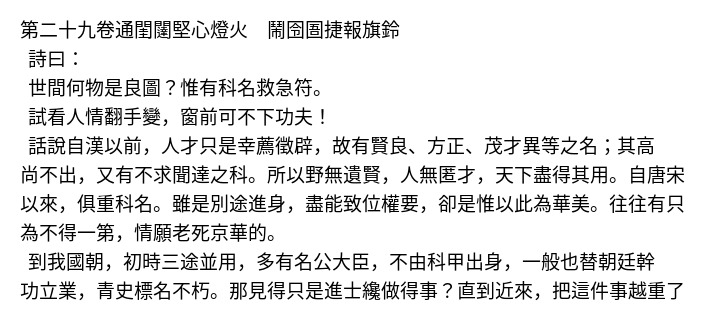 第二十九卷通閨闥堅心燈火　鬧囹圄捷報旗鈴
詩曰：
世間何物是良圖？惟有科名救急符。
試看人情翻手變，窗前可不下功夫！
話說自漢以前，人才只是幸薦徵辟，故有賢良、方正、茂才異等之名；其高
尚不出，又有不求聞達之科。所以野無遺賢，人無匿才，天下盡得其用。自唐宋
以來，俱重科名。雖是別途進身，盡能致位權要，卻是惟以此為華美。往往有只
為不得一第，情願老死京華的。
到我國朝，初時三途並用，多有名公大臣，不由科甲出身，一般也替朝廷幹
功立業，青史標名不朽。那見得只是進士纔做得事？直到近來，把這件事越重了